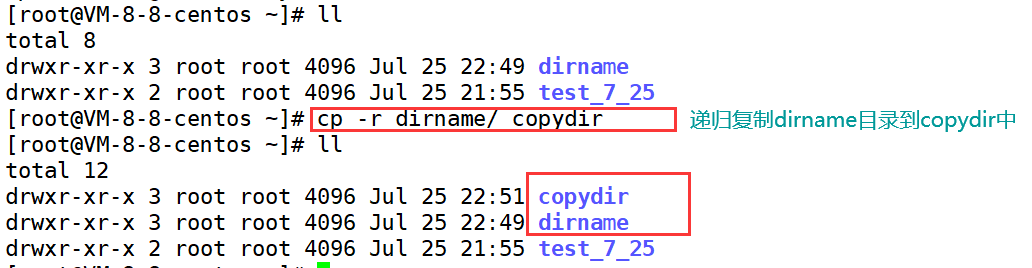 [root@VM-8-8-centos ~]# ll
total 8
drwxr-xr-x 3 root root 4096 Jul 25 22:49 dirname
drwxr-xr-x 2 root root 4096 Jul 25 21:55 test_7_25
[root@VM-8-8-centos ~]# cp -r dirname/ copydir 递归复制dirname目录到copydir中
[root@VM-8-8-centos ~]# ll
total 12
drwxr-xr-x 3 root root 4096 Jul 25 22:51 copydir
drwxr-xr-x 3 root root 4096 Jul 25 22:49 dirname
drwxr-xr-x 2 root root 4096 Jul 25 21:55 test_7_25
[root@VM-8-8-centos ~]#